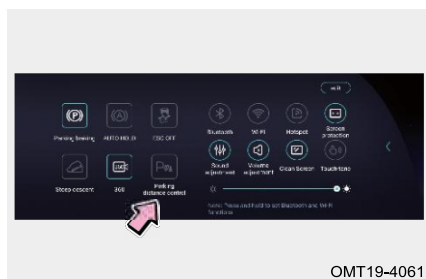 edit
Parking braking
AUTO HOLD
ESC OFF
Bluetooth
Wi-Fi
Hotspot
Screen
protection
Steep descent
360
Parking
distance control
Sound
adjustment
Volume
adjustment
Clean Screen
Touch tone
Note: Press and hold to set Bluetooth and Wi-Fi
functions
OMT19-4061